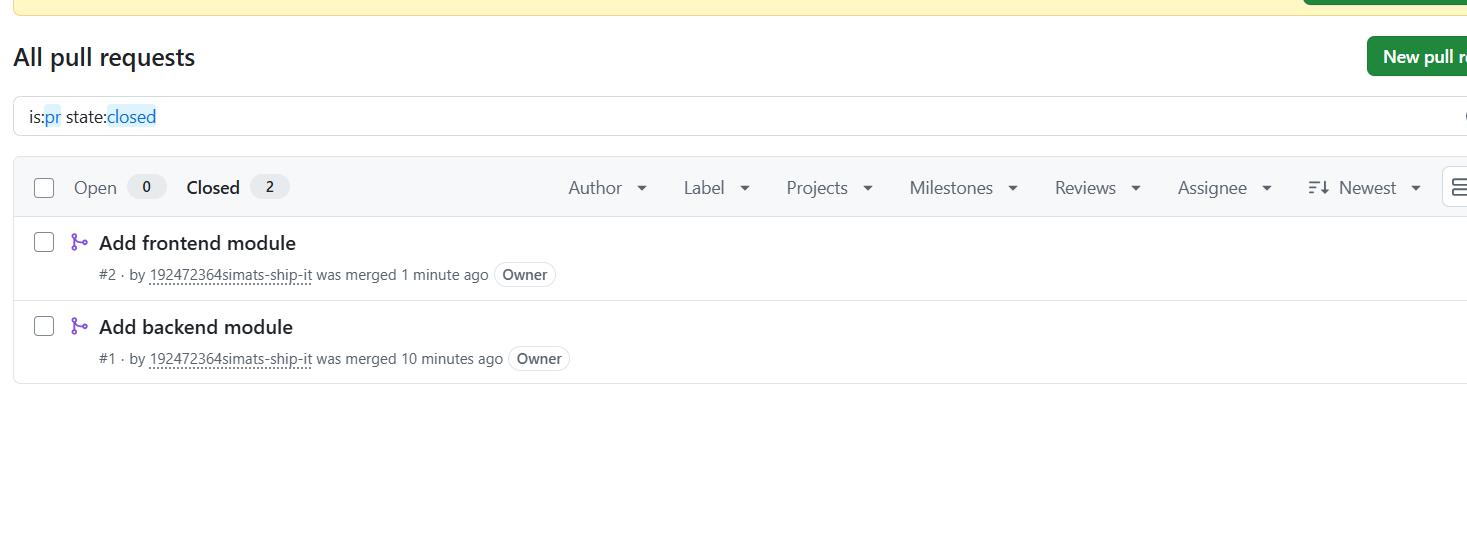 All pull requests
New pull r
is:pr state:closed
Open 0 Closed 2 Author Label Projects Milestones Reviews Assignee Newest
Add frontend module
#2 · by 192472364simats-ship-it was merged 1 minute ago Owner
Add backend module
#1 · by 192472364simats-ship-it was merged 10 minutes ago Owner